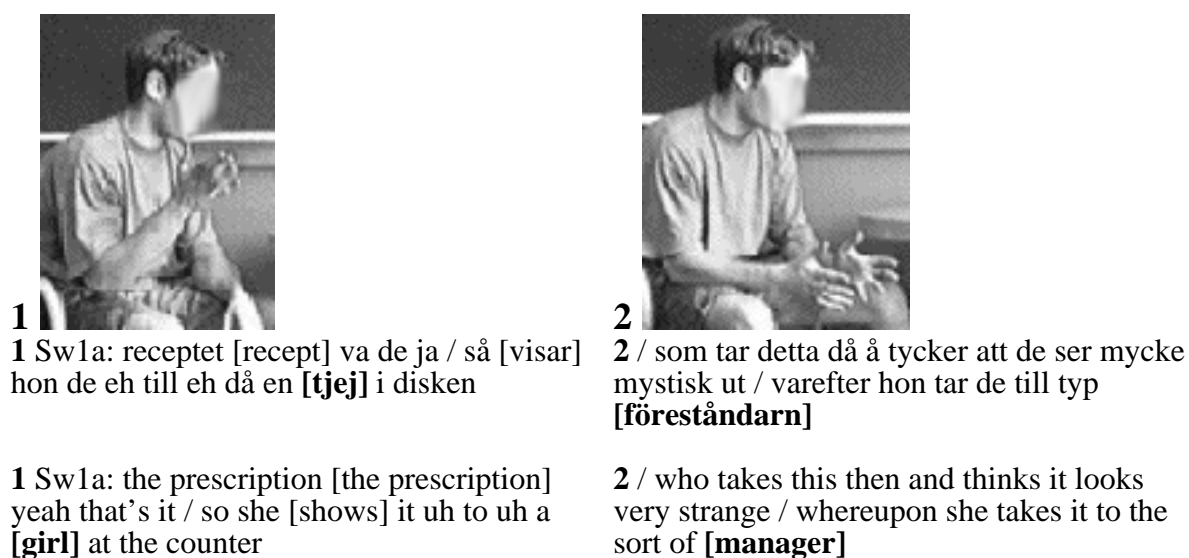 1
1 Sw1a: receptet [recept] va de ja / så [visar]
hon de eh till eh då en [tjej] i disken
1 Sw1a: the prescription [the prescription]
yeah that’s it / so she [shows] it uh to uh a
[girl] at the counter
2
2 / som tar detta då å tycker att de ser mycke
mystisk ut / varefter hon tar de till typ
[föreståndarn]
2 / who takes this then and thinks it looks
very strange / whereupon she takes it to the
sort of [manager]